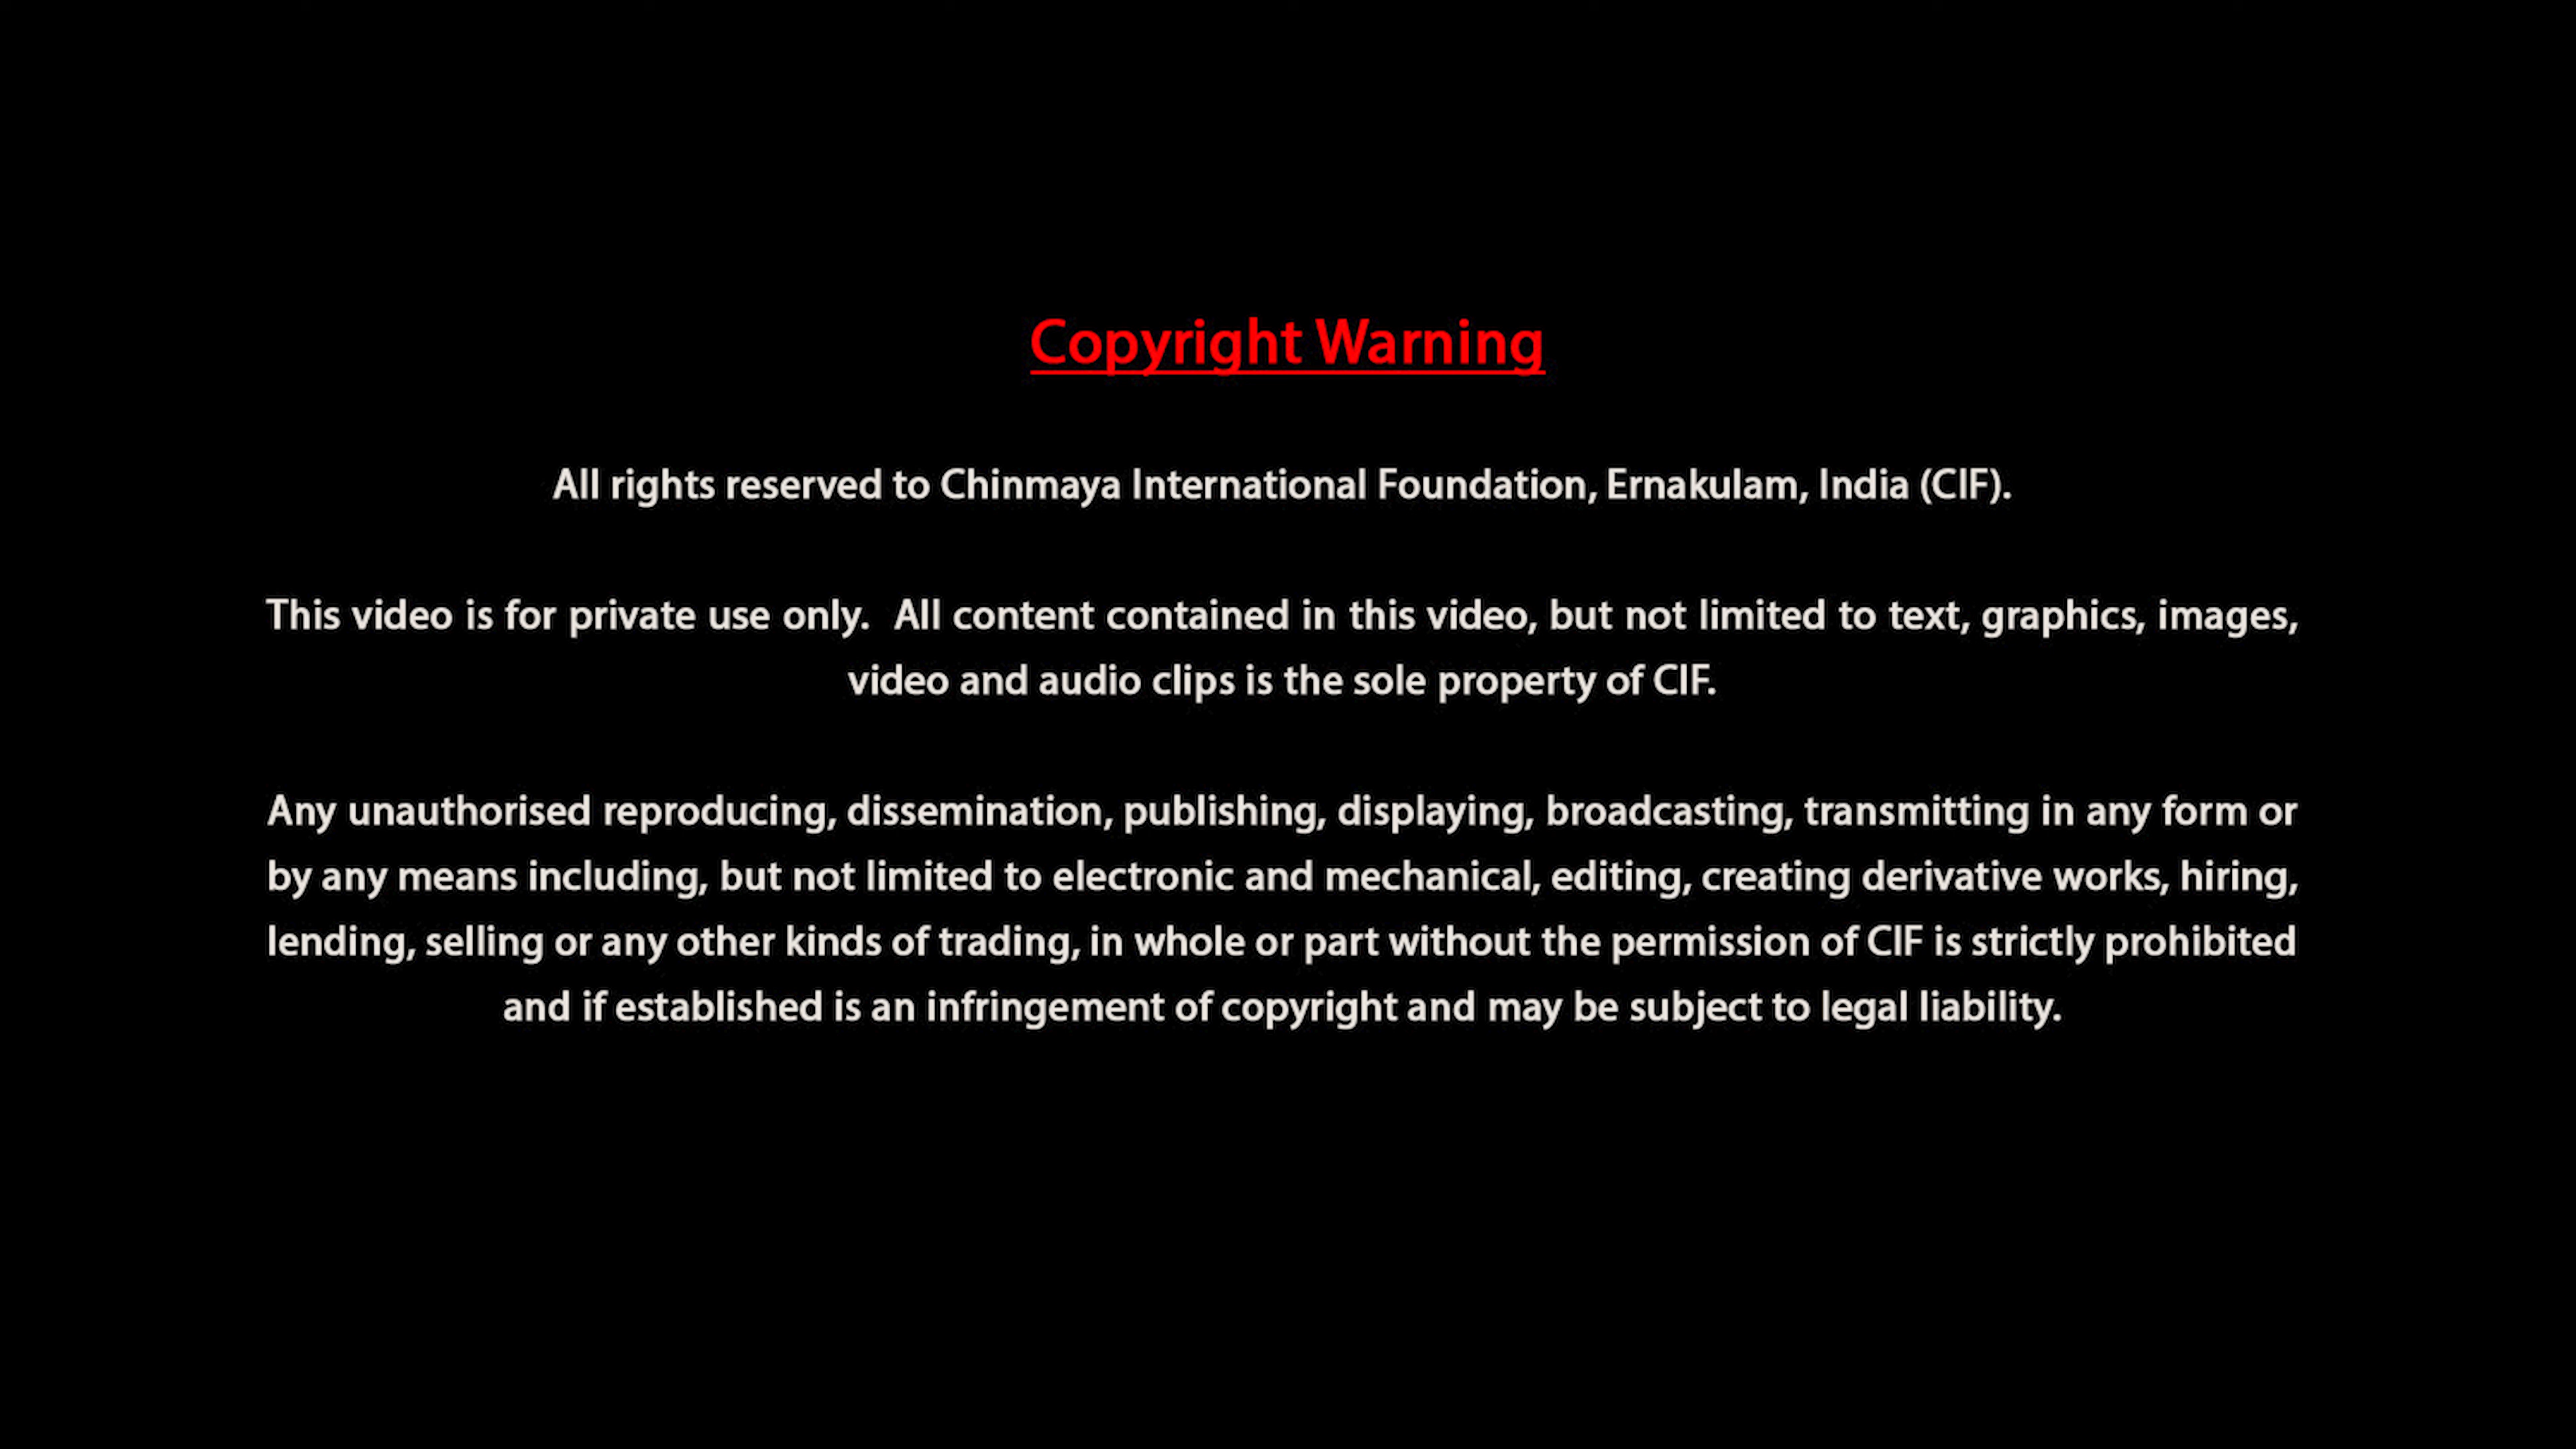 Copyright Warning
All rights reserved to Chinmaya International Foundation, Ernakulam, India (CIF).
This video is for private use only.  All content contained in this video, but not limited to text, graphics, images,
video and audio clips is the sole property of CIF.
Any unauthorised reproducing, dissemination, publishing, displaying, broadcasting, transmitting in any form or
by any means including, but not limited to electronic and mechanical, editing, creating derivative works, hiring,
lending, selling or any other kinds of trading, in whole or part without the permission of CIF is strictly prohibited
and if established is an infringement of copyright and may be subject to legal liability.